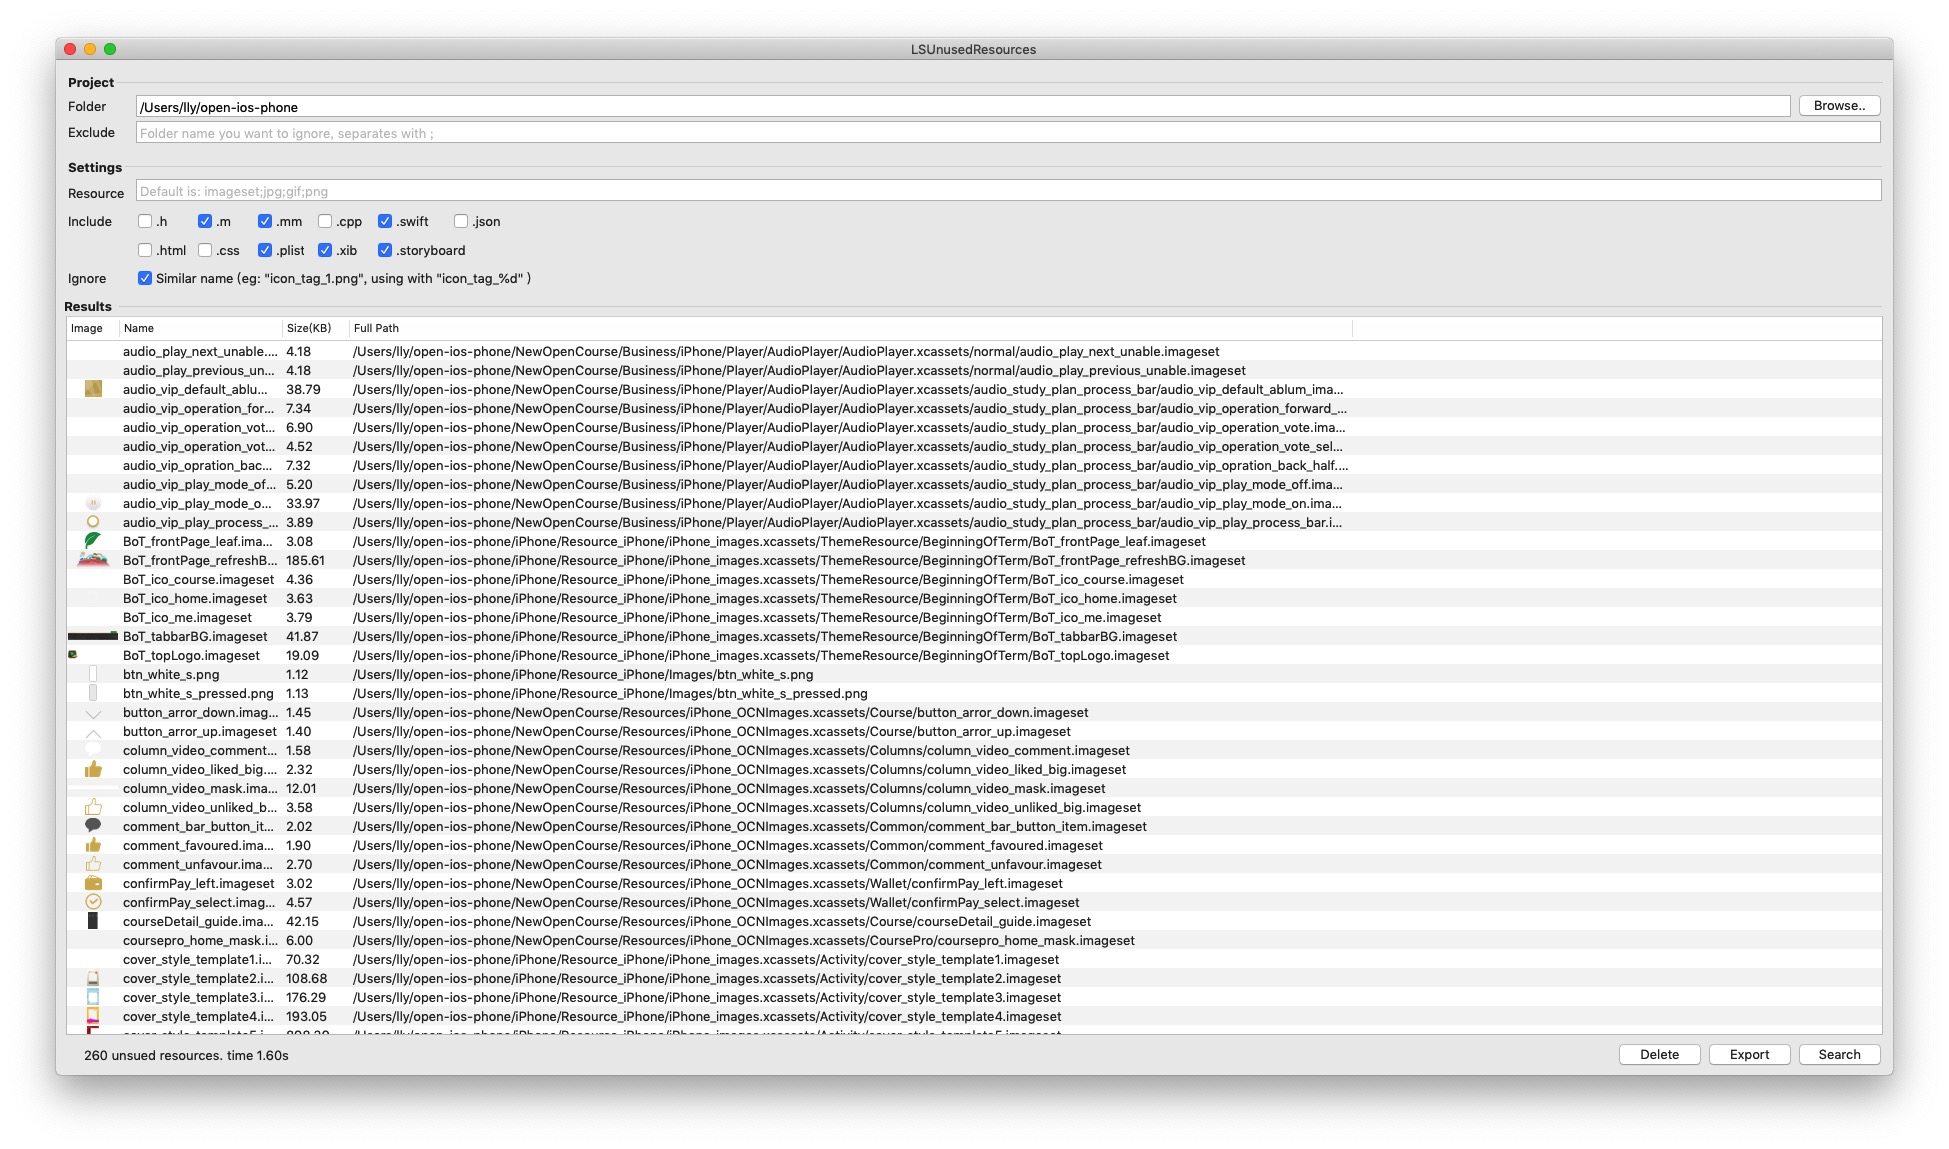 LSUnusedResources
Project
Folder /Users/lly/open-ios-phone Browse..
Exclude Folder name you want to ignore, separates with ;
Settings
Resource Default is: imageset;jpg;gif;png
Include .h .m .mm .cpp .swift .json
.html .css .plist .xib .storyboard
Ignore Similar name (eg: "icon_tag_1.png", using with "icon_tag_%d" )
Results
Image Name Size(KB) Full Path
audio_play_next_unable.... 4.18 /Users/lly/open-ios-phone/NewOpenCourse/Business/iPhone/Player/AudioPlayer/AudioPlayer.xcassets/normal/audio_play_next_unable.imageset
audio_play_previous_un... 4.18 /Users/lly/open-ios-phone/NewOpenCourse/Business/iPhone/Player/AudioPlayer/AudioPlayer.xcassets/normal/audio_play_previous_unable.imageset
audio_vip_default_ablu... 38.79 /Users/lly/open-ios-phone/NewOpenCourse/Business/iPhone/Player/AudioPlayer/AudioPlayer.xcassets/audio_study_plan_process_bar/audio_vip_default_ablum_ima...
audio_vip_operation_for... 7.34 /Users/lly/open-ios-phone/NewOpenCourse/Business/iPhone/Player/AudioPlayer/AudioPlayer.xcassets/audio_study_plan_process_bar/audio_vip_operation_forward_...
audio_vip_operation_vot... 6.90 /Users/lly/open-ios-phone/NewOpenCourse/Business/iPhone/Player/AudioPlayer/AudioPlayer.xcassets/audio_study_plan_process_bar/audio_vip_operation_vote.ima...
audio_vip_operation_vot... 4.52 /Users/lly/open-ios-phone/NewOpenCourse/Business/iPhone/Player/AudioPlayer/AudioPlayer.xcassets/audio_study_plan_process_bar/audio_vip_operation_vote_sel...
audio_vip_opration_bac... 7.32 /Users/lly/open-ios-phone/NewOpenCourse/Business/iPhone/Player/AudioPlayer/AudioPlayer.xcassets/audio_study_plan_process_bar/audio_vip_opration_back_half....
audio_vip_play_mode_of... 5.20 /Users/lly/open-ios-phone/NewOpenCourse/Business/iPhone/Player/AudioPlayer/AudioPlayer.xcassets/audio_study_plan_process_bar/audio_vip_play_mode_off.ima...
audio_vip_play_mode_o... 33.97 /Users/lly/open-ios-phone/NewOpenCourse/Business/iPhone/Player/AudioPlayer/AudioPlayer.xcassets/audio_study_plan_process_bar/audio_vip_play_mode_on.ima...
audio_vip_play_process_... 3.89 /Users/lly/open-ios-phone/NewOpenCourse/Business/iPhone/Player/AudioPlayer/AudioPlayer.xcassets/audio_study_plan_process_bar/audio_vip_play_process_bar.i...
BoT_frontPage_leaf.ima... 3.08 /Users/lly/open-ios-phone/iPhone/Resource_iPhone/iPhone_images.xcassets/ThemeResource/BeginningOfTerm/BoT_frontPage_leaf.imageset
BoT_frontPage_refreshB... 185.61 /Users/lly/open-ios-phone/iPhone/Resource_iPhone/iPhone_images.xcassets/ThemeResource/BeginningOfTerm/BoT_frontPage_refreshBG.imageset
BoT_ico_course.imageset 4.36 /Users/lly/open-ios-phone/iPhone/Resource_iPhone/iPhone_images.xcassets/ThemeResource/BeginningOfTerm/BoT_ico_course.imageset
BoT_ico_home.imageset 3.63 /Users/lly/open-ios-phone/iPhone/Resource_iPhone/iPhone_images.xcassets/ThemeResource/BeginningOfTerm/BoT_ico_home.imageset
BoT_ico_me.imageset 3.79 /Users/lly/open-ios-phone/iPhone/Resource_iPhone/iPhone_images.xcassets/ThemeResource/BeginningOfTerm/BoT_ico_me.imageset
BoT_tabbarBG.imageset 41.87 /Users/lly/open-ios-phone/iPhone/Resource_iPhone/iPhone_images.xcassets/ThemeResource/BeginningOfTerm/BoT_tabbarBG.imageset
BoT_topLogo.imageset 19.09 /Users/lly/open-ios-phone/iPhone/Resource_iPhone/iPhone_images.xcassets/ThemeResource/BeginningOfTerm/BoT_topLogo.imageset
btn_white_s.png 1.12 /Users/lly/open-ios-phone/iPhone/Resource_iPhone/Images/btn_white_s.png
btn_white_s_pressed.png 1.13 /Users/lly/open-ios-phone/iPhone/Resource_iPhone/Images/btn_white_s_pressed.png
button_arror_down.imag... 1.45 /Users/lly/open-ios-phone/NewOpenCourse/Resources/iPhone_OCNImages.xcassets/Course/button_arror_down.imageset
button_arror_up.imageset 1.40 /Users/lly/open-ios-phone/NewOpenCourse/Resources/iPhone_OCNImages.xcassets/Course/button_arror_up.imageset
column_video_comment... 1.58 /Users/lly/open-ios-phone/NewOpenCourse/Resources/iPhone_OCNImages.xcassets/Columns/column_video_comment.imageset
column_video_liked_big.... 2.32 /Users/lly/open-ios-phone/NewOpenCourse/Resources/iPhone_OCNImages.xcassets/Columns/column_video_liked_big.imageset
column_video_mask.ima... 12.01 /Users/lly/open-ios-phone/NewOpenCourse/Resources/iPhone_OCNImages.xcassets/Columns/column_video_mask.imageset
column_video_unliked_b... 3.58 /Users/lly/open-ios-phone/NewOpenCourse/Resources/iPhone_OCNImages.xcassets/Columns/column_video_unliked_big.imageset
comment_bar_button_it... 2.02 /Users/lly/open-ios-phone/NewOpenCourse/Resources/iPhone_OCNImages.xcassets/Common/comment_bar_button_item.imageset
comment_favoured.ima... 1.90 /Users/lly/open-ios-phone/NewOpenCourse/Resources/iPhone_OCNImages.xcassets/Common/comment_favoured.imageset
comment_unfavour.ima... 2.70 /Users/lly/open-ios-phone/NewOpenCourse/Resources/iPhone_OCNImages.xcassets/Common/comment_unfavour.imageset
confirmPay_left.imageset 3.02 /Users/lly/open-ios-phone/NewOpenCourse/Resources/iPhone_OCNImages.xcassets/Wallet/confirmPay_left.imageset
confirmPay_select.imag... 4.57 /Users/lly/open-ios-phone/NewOpenCourse/Resources/iPhone_OCNImages.xcassets/Wallet/confirmPay_select.imageset
courseDetail_guide.ima... 42.15 /Users/lly/open-ios-phone/NewOpenCourse/Resources/iPhone_OCNImages.xcassets/Course/courseDetail_guide.imageset
coursepro_home_mask.i... 6.00 /Users/lly/open-ios-phone/NewOpenCourse/Resources/iPhone_OCNImages.xcassets/CoursePro/coursepro_home_mask.imageset
cover_style_template1.i... 70.32 /Users/lly/open-ios-phone/iPhone/Resource_iPhone/iPhone_images.xcassets/Activity/cover_style_template1.imageset
cover_style_template2.i... 108.68 /Users/lly/open-ios-phone/iPhone/Resource_iPhone/iPhone_images.xcassets/Activity/cover_style_template2.imageset
cover_style_template3.i... 176.29 /Users/lly/open-ios-phone/iPhone/Resource_iPhone/iPhone_images.xcassets/Activity/cover_style_template3.imageset
cover_style_template4.i... 193.05 /Users/lly/open-ios-phone/iPhone/Resource_iPhone/iPhone_images.xcassets/Activity/cover_style_template4.imageset
260 unsued resources. time 1.60s Delete Export Search